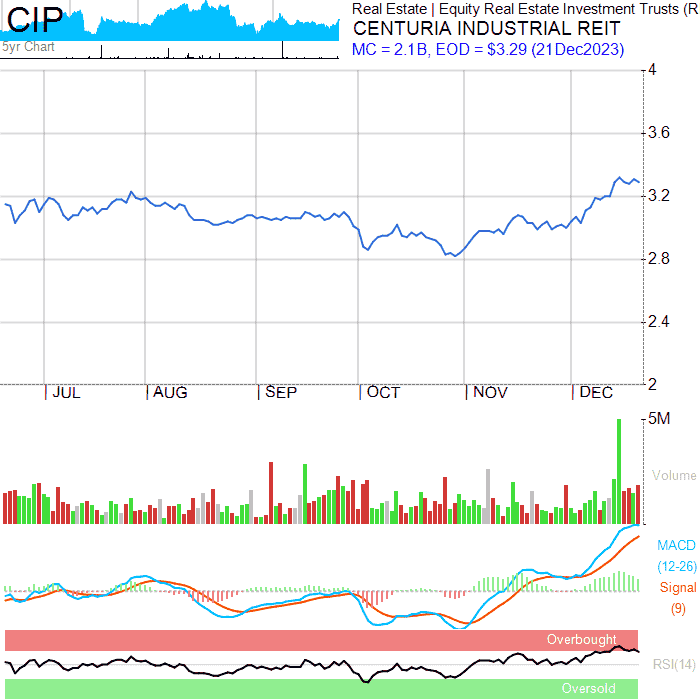 CIP
5yr Chart
Real Estate | Equity Real Estate Investment Trusts (R
CENTURIA INDUSTRIAL REIT
MC = 2.1B, EOD = $3.29 (21Dec2023)
4
3.6
3.2
2.8
2.4
2
JUL AUG SEP OCT NOV DEC
5M
Volume
MACD
(12-26)
Signal
(9)
Overbought
RSI(14)
Oversold